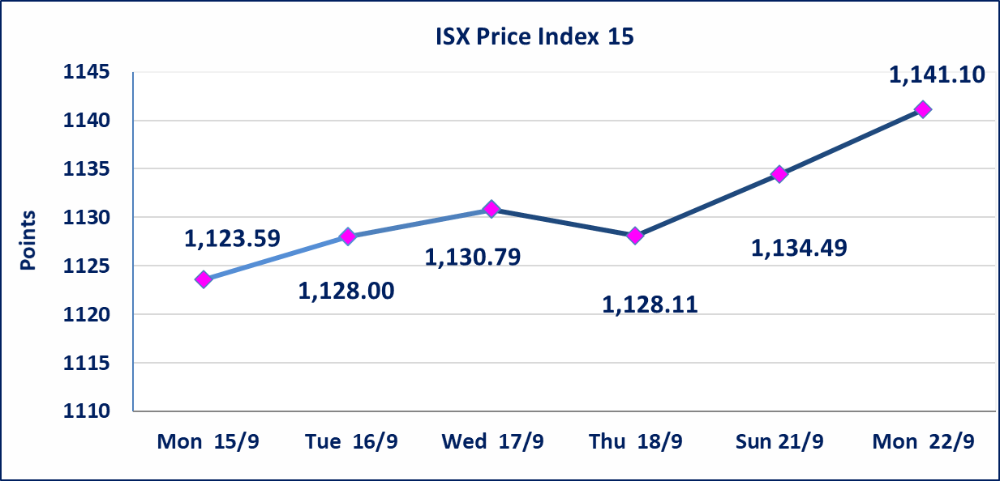 ISX Price Index 15
Points
1145
1140
1135
1130
1125
1120
1115
1110
1,123.59
1,128.00
1,130.79
1,128.11
1,134.49
1,141.10
Mon 15/9
Tue 16/9
Wed 17/9
Thu 18/9
Sun 21/9
Mon 22/9